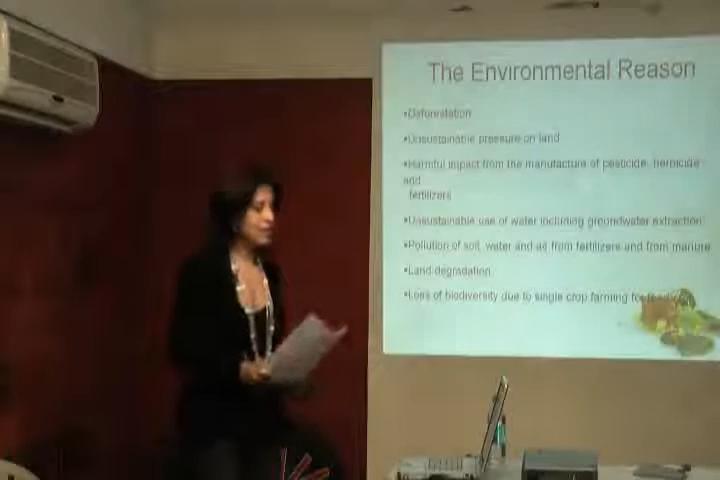 The Environmental Reason
•Deforestation
•Unsustainable pressure on land
•Harmful impact from the manufacture of pesticide, herbicide
and
fertilizers
•Unsustainable use of water including groundwater extraction
•Pollution of soil, water and air from fertilizers and from manure
•Land degradation
•Loss of biodiversity due to single crop farming for